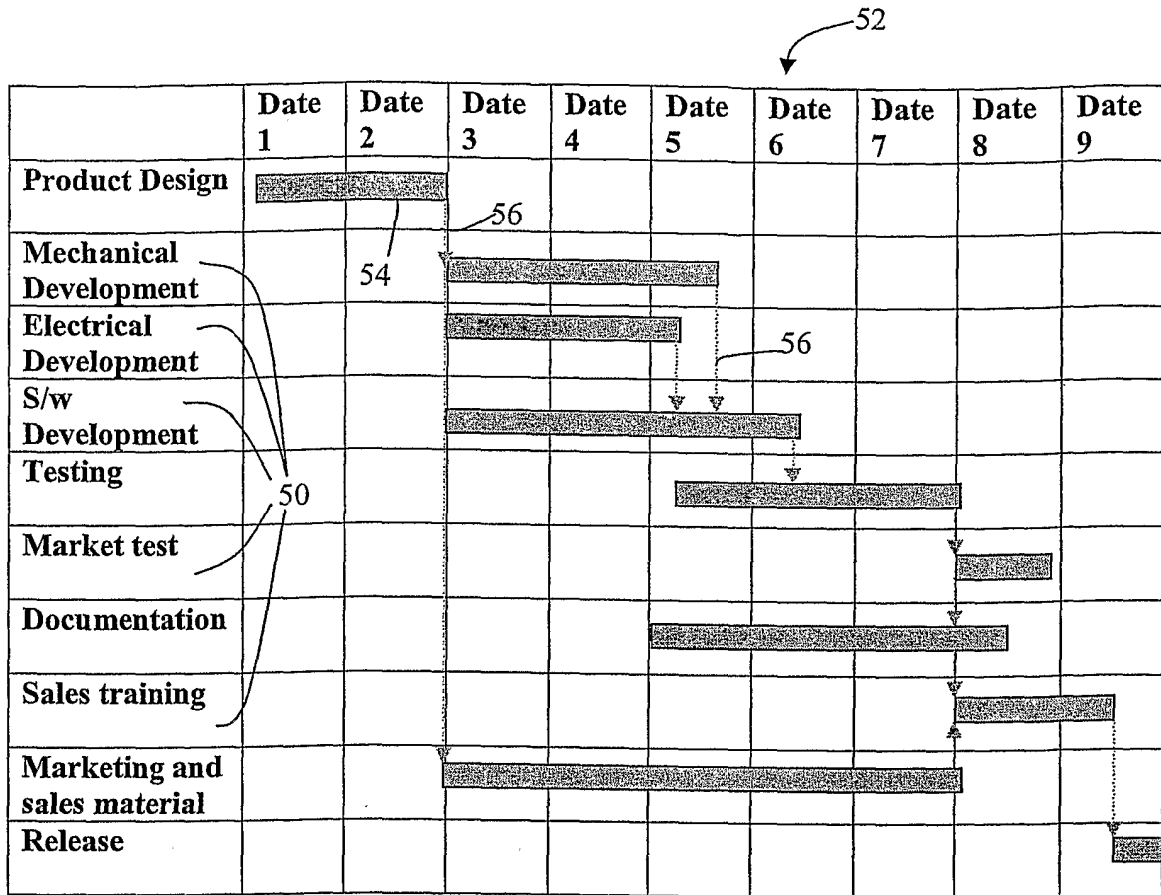 52
Date Date Date Date Date Date Date Date Date
1 2 3 4 5 6 7 8 9
Product Design
56
Mechanical
Development
54
Electrical
Development
56
S/w
Development
Testing
50
Market test
Documentation
Sales training
Marketing and
sales material
Release